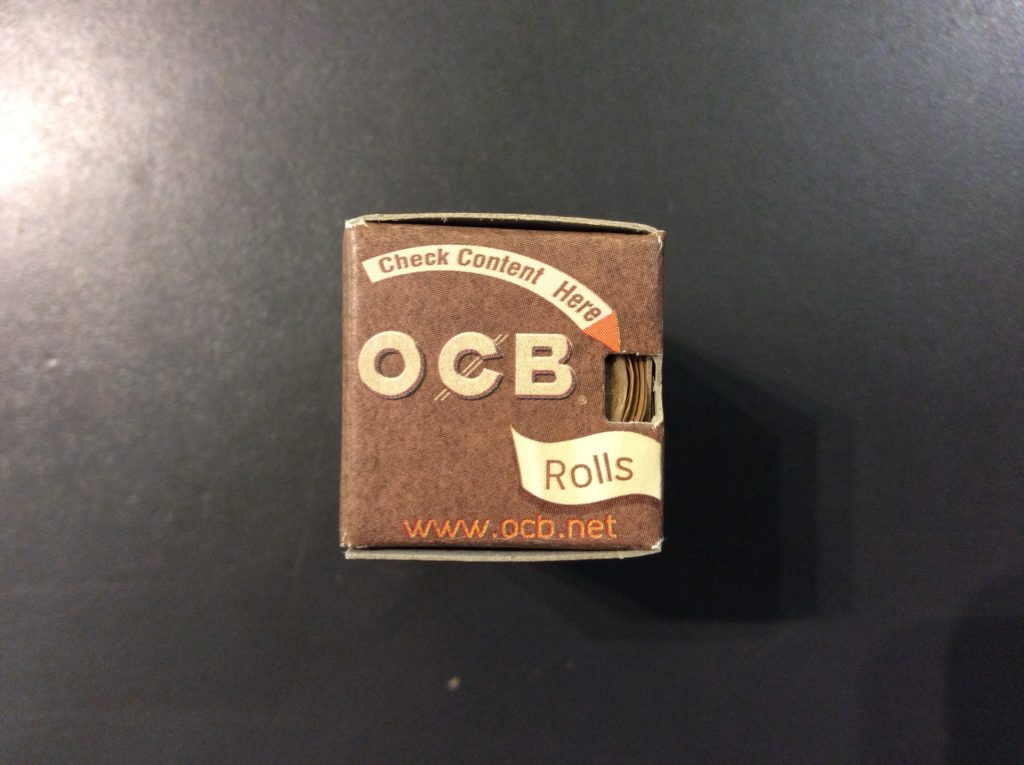 Check Content Here
OCB®
Rolls
www.ocb.net